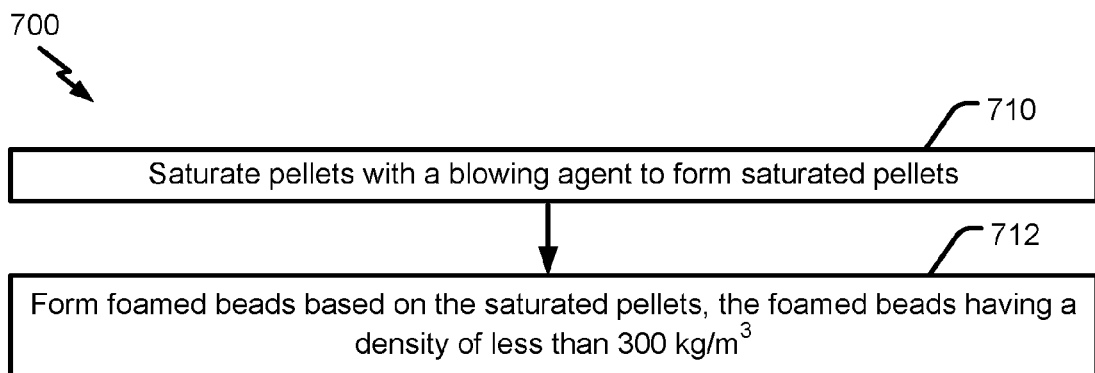 700
710
Saturate pellets with a blowing agent to form saturated pellets
712
Form foamed beads based on the saturated pellets, the foamed beads having a
density of less than 300 kg/m³